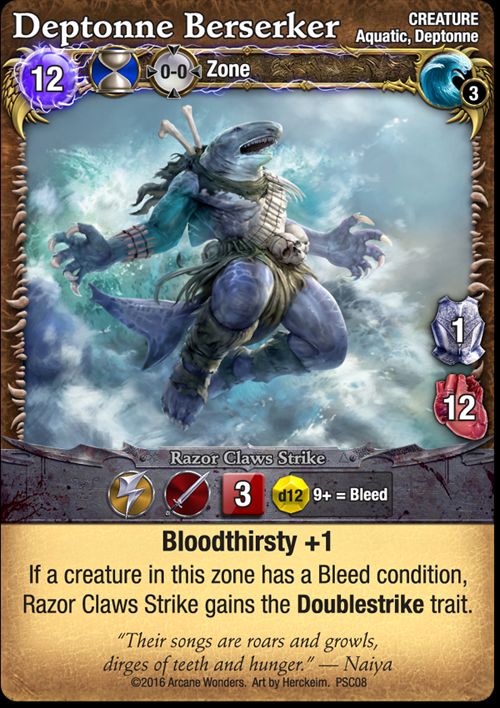 Deptonne Berserker
CREATURE
Aquatic, Deptonne
12
0-0
Zone
3
1
12
Razor Claws Strike
3
d12
9+ = Bleed
Bloodthirsty +1
If a creature in this zone has a Bleed condition,
Razor Claws Strike gains the Doublestrike trait.
“Their songs are roars and growls,
dirges of teeth and hunger.” — Naiya
©2016 Arcane Wonders. Art by Herckeim. PSC08